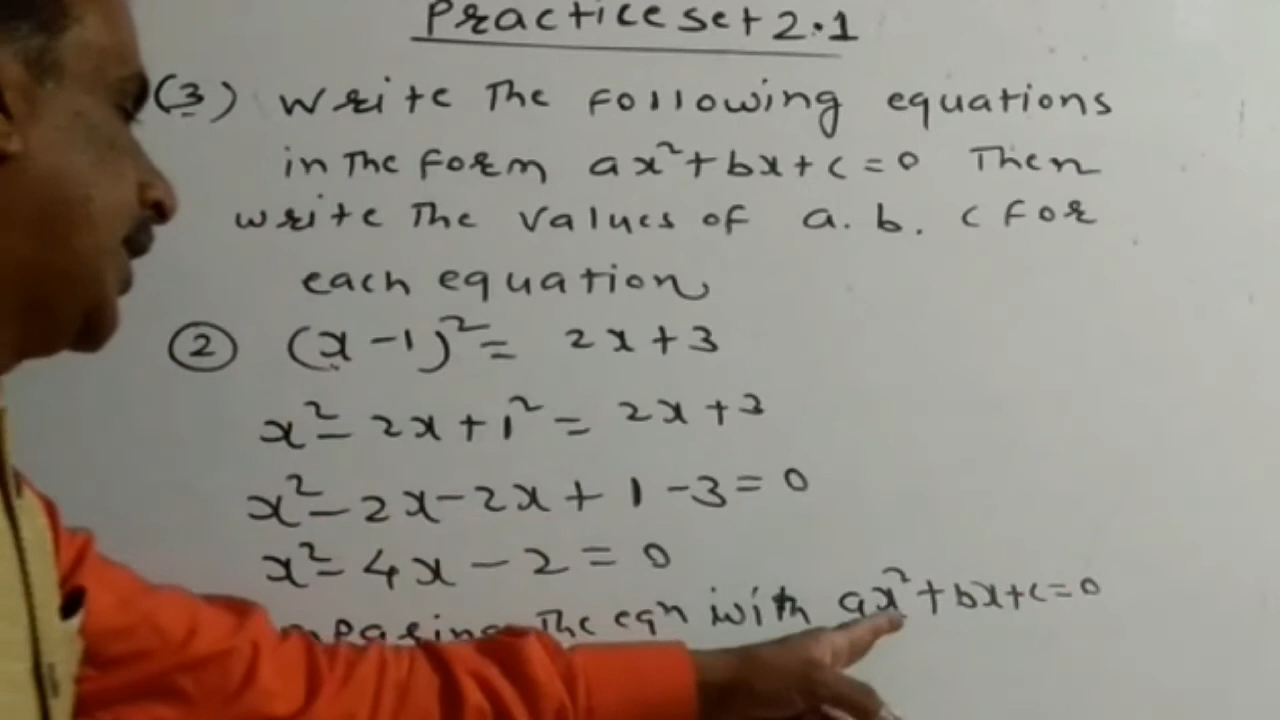 Practice set 2.1
(3) Write The following equations
in The form ax²+bx+c=0 Then
write The values of a. b. c for
each equation
② (x-1)² = 2x+3
x²-2x+1² = 2x+3
x²-2x-2x+1-3=0
x²-4x-2=0
The eqn with ax²+bx+c=0